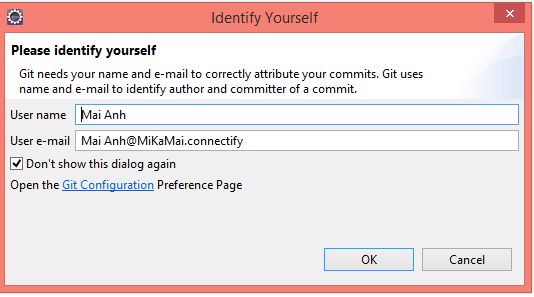 Identify Yourself
Please identify yourself
Git needs your name and e-mail to correctly attribute your commits. Git uses
name and e-mail to identify author and committer of a commit.
User name Mai Anh
User e-mail Mai Anh@MiKaMai.connectify
Don't show this dialog again
Open the Git Configuration Preference Page
OK Cancel